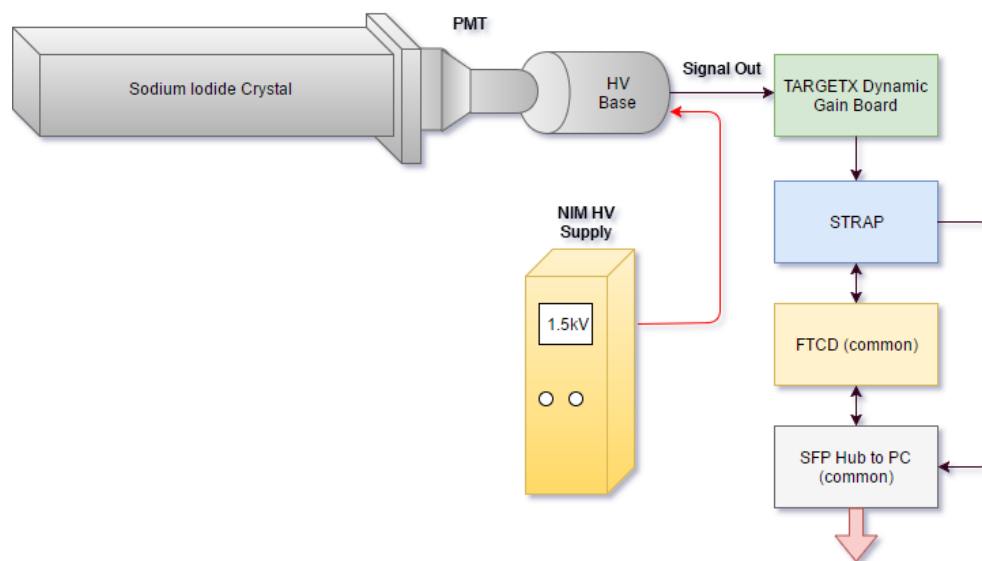 PMT
Sodium Iodide Crystal
HV
Base
Signal Out
TARGETX Dynamic
Gain Board
STRAP
NIM HV
Supply
1.5kV
FTCD (common)
SFP Hub to PC
(common)